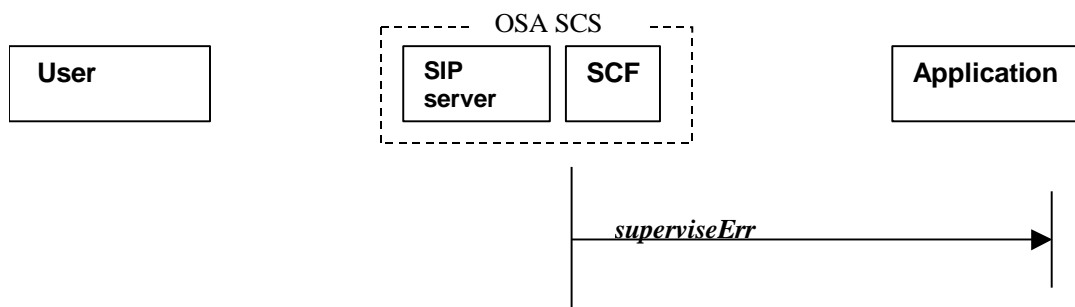 OSA SCS
User
SIP
server
SCF
Application
superviseErr